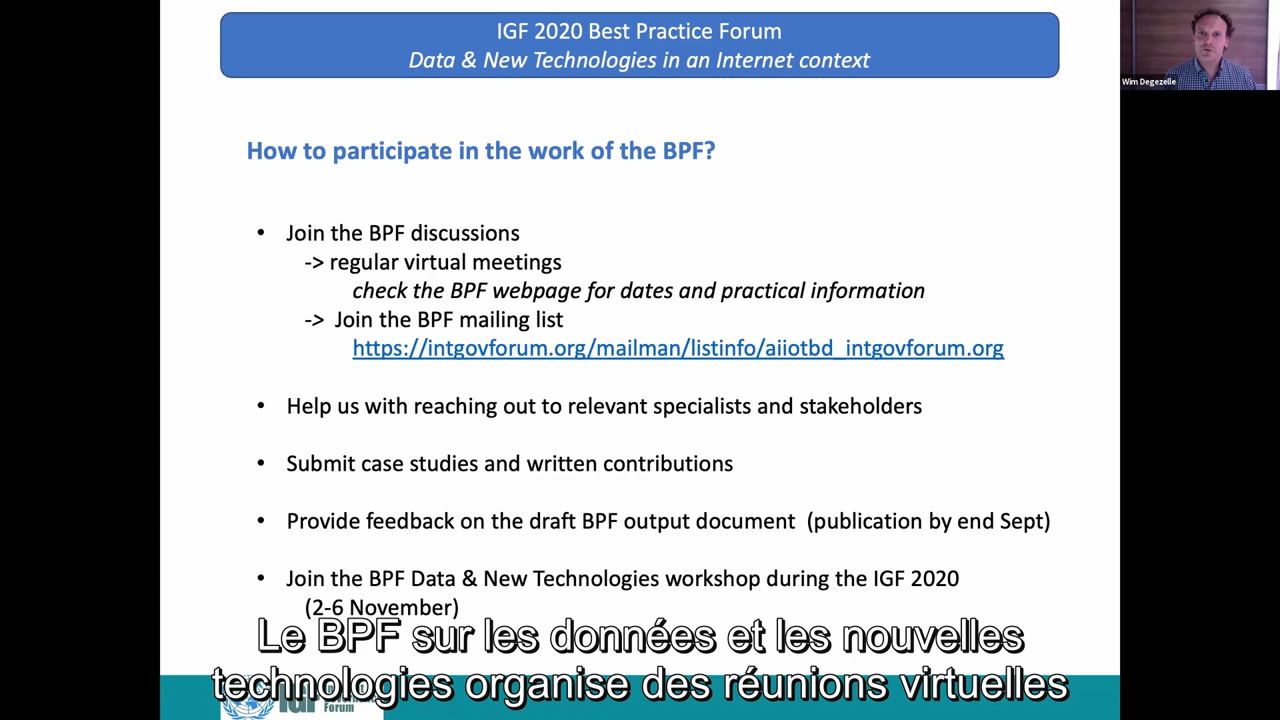 IGF 2020 Best Practice Forum
Data & New Technologies in an Internet context
Wim Degezelle
How to participate in the work of the BPF?
• Join the BPF discussions
-> regular virtual meetings
check the BPF webpage for dates and practical information
-> Join the BPF mailing list
https://intgovforum.org/mailman/listinfo/aiiotbd_intgovforum.org
• Help us with reaching out to relevant specialists and stakeholders
• Submit case studies and written contributions
• Provide feedback on the draft BPF output document (publication by end Sept)
• Join the BPF Data & New Technologies workshop during the IGF 2020
(2-6 November)
Le BPF sur les données et les nouvelles
technologies organise des réunions virtuelles
Forum